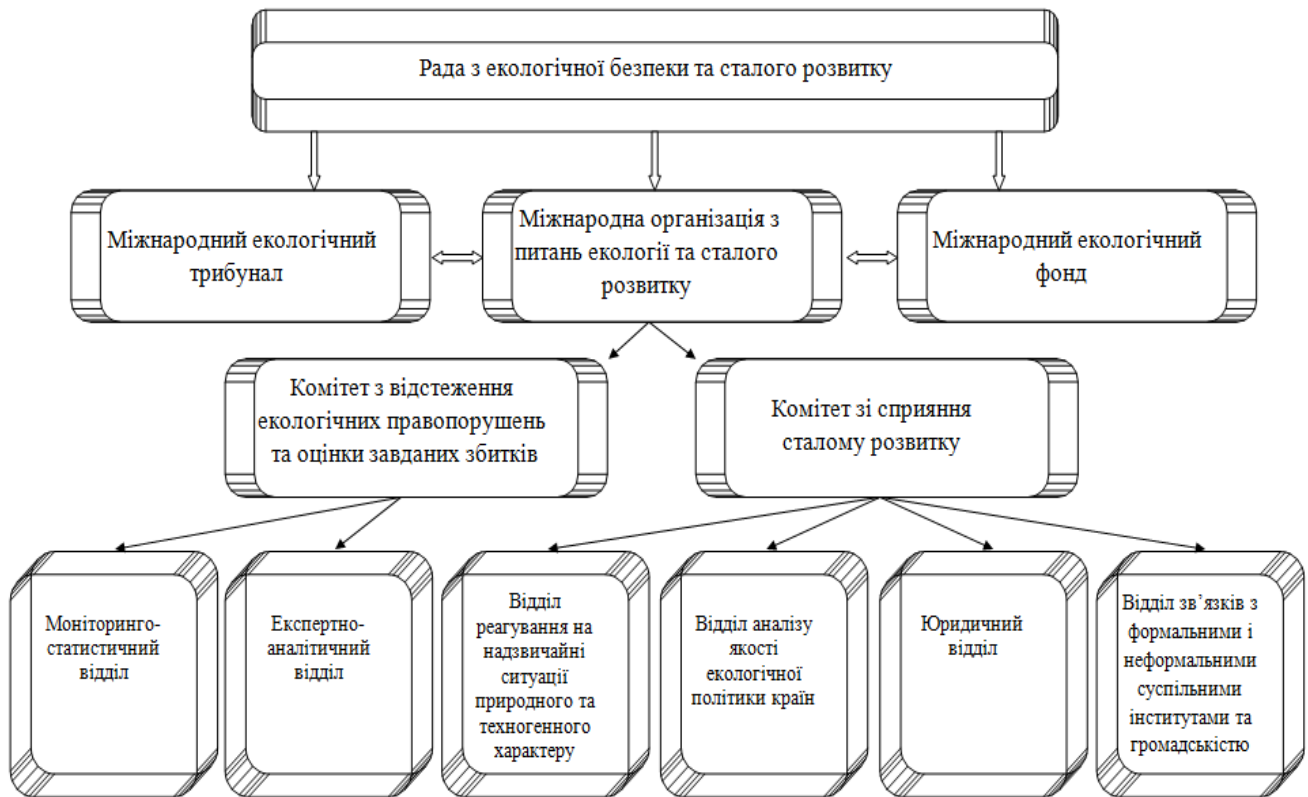 Рада з екологічної безпеки та сталого розвитку
Міжнародний екологічний
трибунал
Міжнародна організація з
питань екології та сталого
розвитку
Міжнародний екологічний
фонд
Комітет з відстеження
екологічних правопорушень
та оцінки завданих збитків
Комітет зі сприяння
сталому розвитку
Моніторинго-
статистичний
відділ
Експертно-
аналітичний
відділ
Відділ
реагування на
надзвичайні
ситуації
природного та
техногенного
характеру
Відділ аналізу
якості
екологічної
політики країн
Юридичний
відділ
Відділ зв’язків з
формальними і
неформальними
суспільними
інститутами та
громадськістю